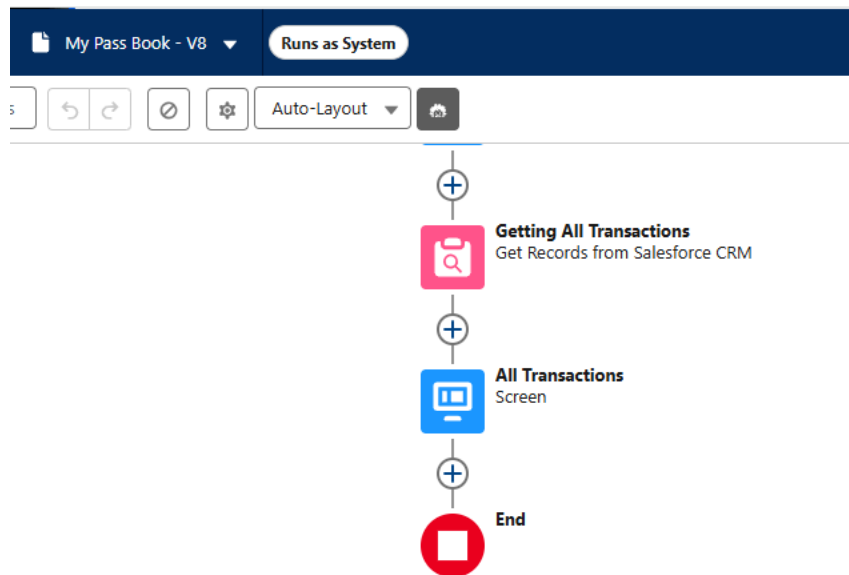 My Pass Book - V8
Runs as System
s
Auto-Layout
Getting All Transactions
Get Records from Salesforce CRM
All Transactions
Screen
End